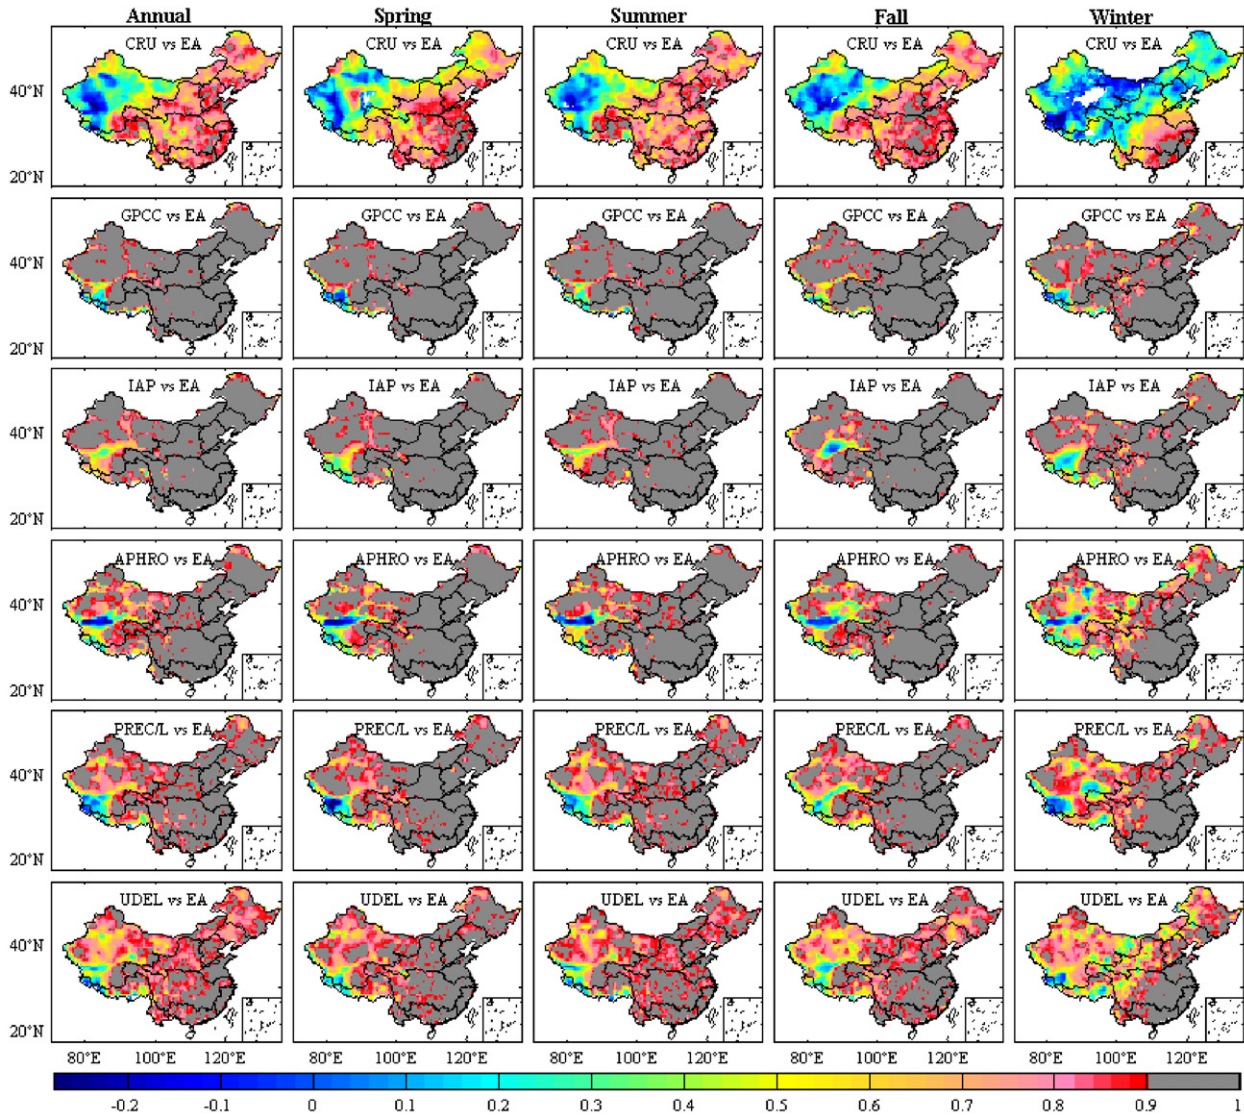 Annual Spring Summer Fall Winter
CRU vs EA CRU vs EA CRU vs EA CRU vs EA CRU vs EA
40°N
20°N
GPCC vs EA GPCC vs EA GPCC vs EA GPCC vs EA GPCC vs EA
40°N
20°N
IAP vs EA IAP vs EA IAP vs EA IAP vs EA IAP vs EA
40°N
20°N
APHRO vs EA APHRO vs EA APHRO vs EA APHRO vs EA APHRO vs EA
40°N
20°N
PREC/L vs EA PREC/L vs EA PREC/L vs EA PREC/L vs EA PREC/L vs EA
40°N
20°N
UDEL vs EA UDEL vs EA UDEL vs EA UDEL vs EA UDEL vs EA
40°N
20°N
80°E 100°E 120°E 80°E 100°E 120°E 80°E 100°E 120°E 80°E 100°E 120°E 80°E 100°E 120°E
-0.2 -0.1 0 0.1 0.2 0.3 0.4 0.5 0.6 0.7 0.8 0.9 1